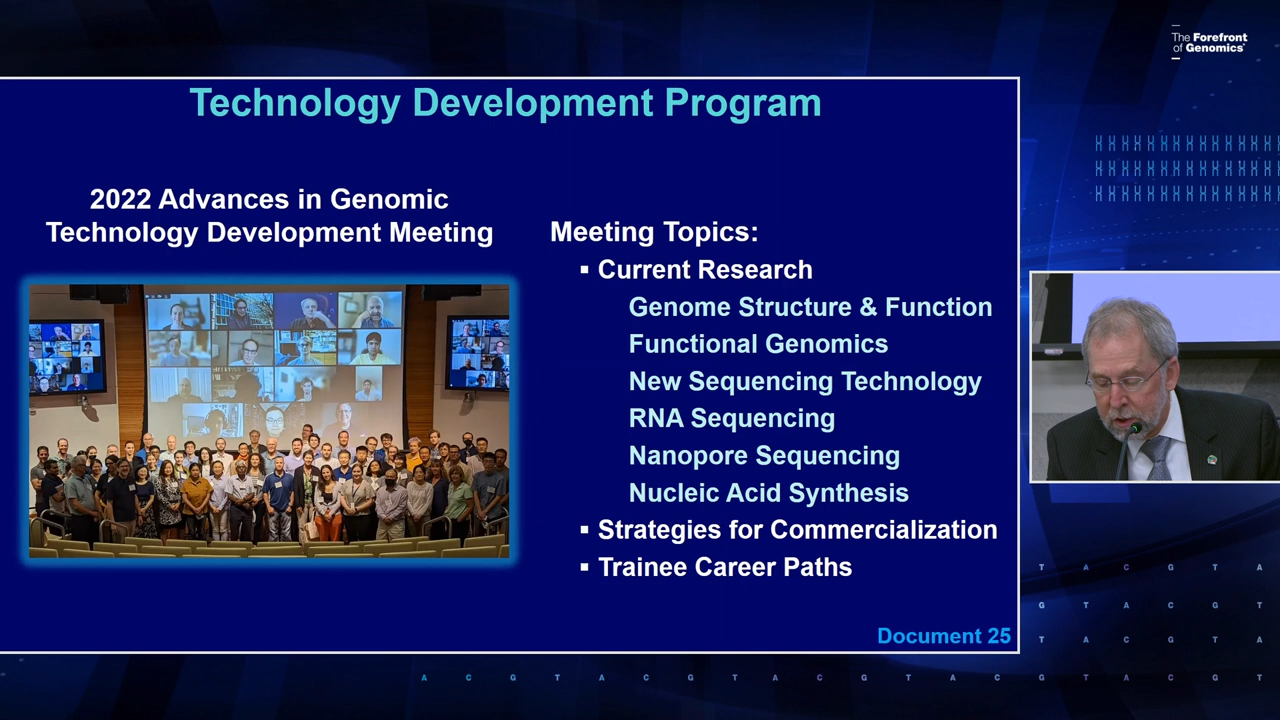 The Forefront
of Genomics®
Technology Development Program
2022 Advances in Genomic
Technology Development Meeting
Meeting Topics:
▪ Current Research
Genome Structure & Function
Functional Genomics
New Sequencing Technology
RNA Sequencing
Nanopore Sequencing
Nucleic Acid Synthesis
▪ Strategies for Commercialization
▪ Trainee Career Paths
Document 25
T A C G T A
G T A C G T
T A C G T A
A C G T A C G T A C G T A C G T A C G T